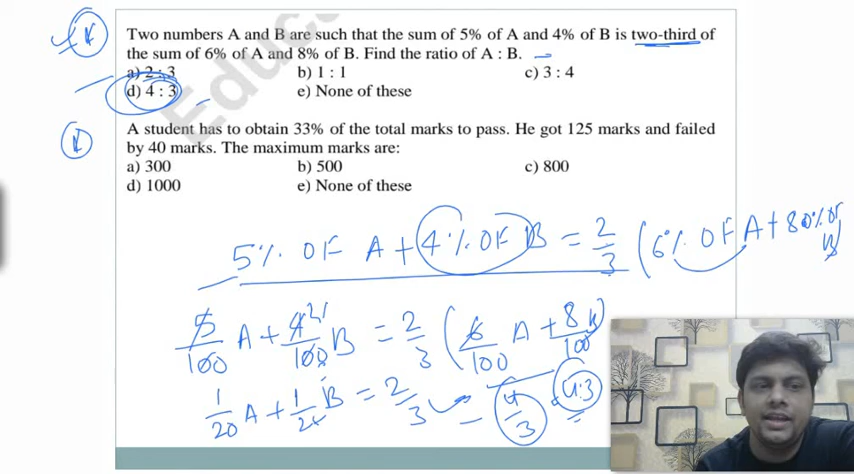 Two numbers A and B are such that the sum of 5% of A and 4% of B is two-third of
the sum of 6% of A and 8% of B. Find the ratio of A : B.
a) 2 : 3 b) 1 : 1 c) 3 : 4
d) 4 : 3 e) None of these
A student has to obtain 33% of the total marks to pass. He got 125 marks and failed
by 40 marks. The maximum marks are:
a) 300 b) 500 c) 800
d) 1000 e) None of these
5% OF A + 4% OF B = 2/3 (6% OF A + 80% of B
5/100 A + 4/100 B = 2/3 (6/100 A + 8/100 B)
1/20 A + 1/2 B = 2/3 = 4/3 = 4:3